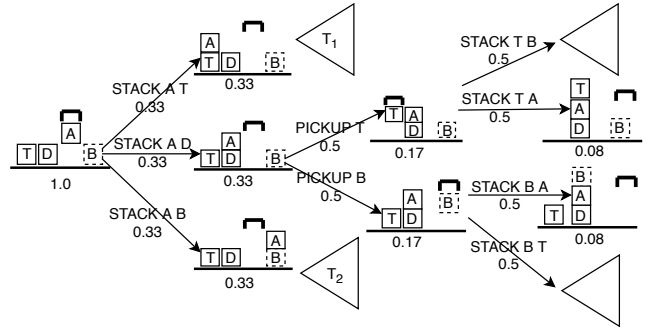 A
T D B
1.0
STACK A T
0.33
STACK A D
0.33
STACK A B
0.33
A
T D B
0.33
T₁
A
T D B
0.33
A
T D B
0.33
T₂
PICKUP T
0.5
PICKUP B
0.5
T A
D B
0.17
A B
T D
0.17
STACK T B
0.5
STACK T A
0.5
STACK B A
0.5
STACK B T
0.5
T
A
D B
0.08
B
A
T D
0.08